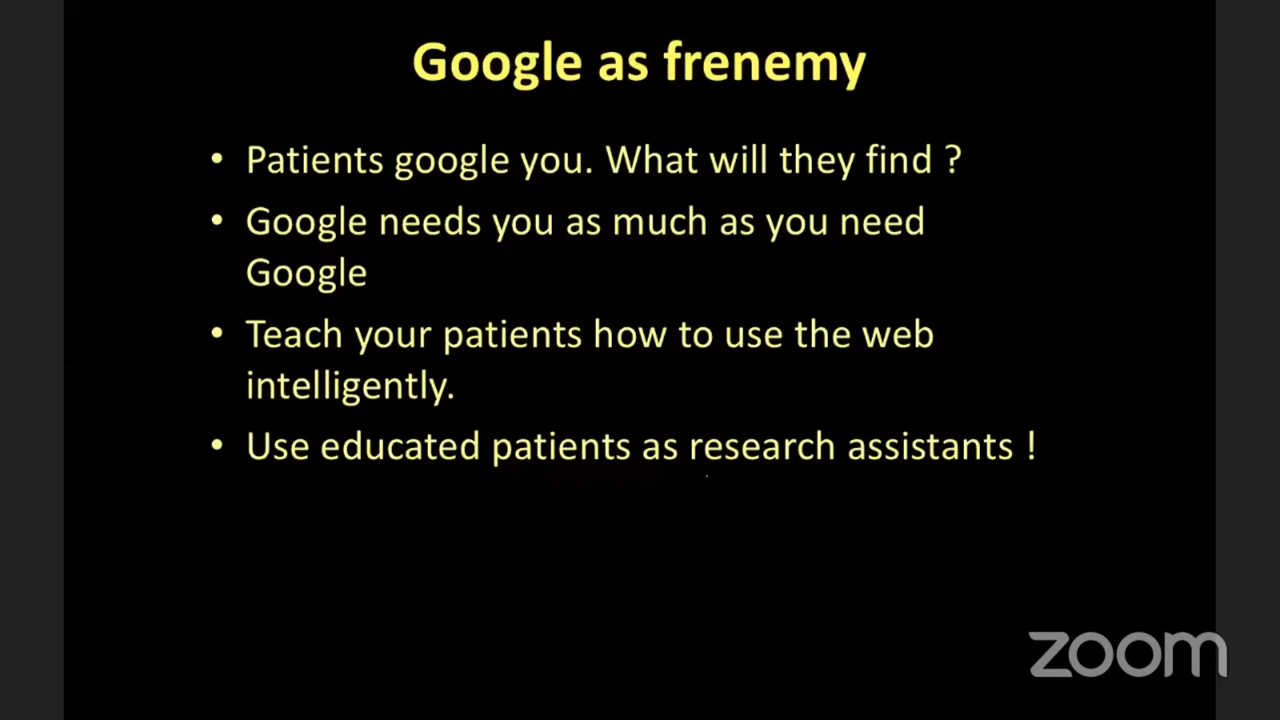 Google as frenemy
• Patients google you. What will they find ?
• Google needs you as much as you need
Google
• Teach your patients how to use the web
intelligently.
• Use educated patients as research assistants !
zoom